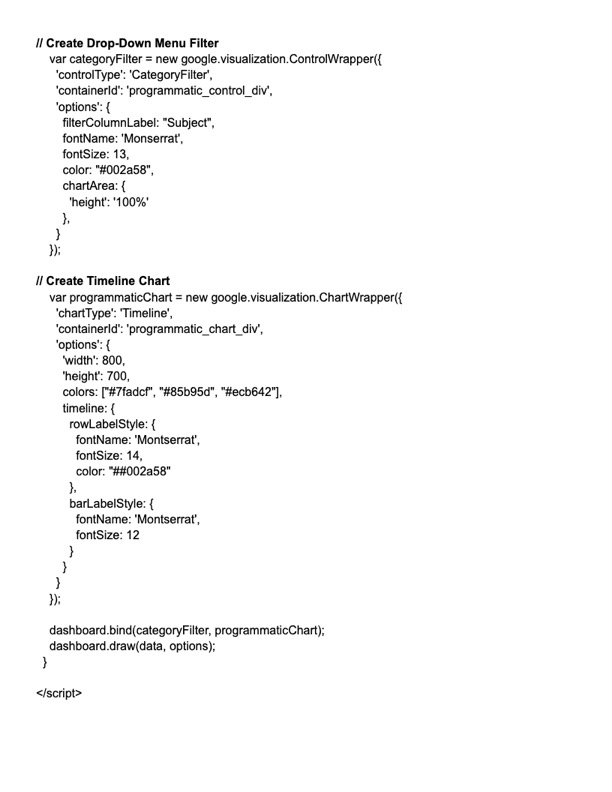 // Create Drop-Down Menu Filter
var categoryFilter = new google.visualization.ControlWrapper({
'controlType': 'CategoryFilter',
'containerId': 'programmatic_control_div',
'options': {
filterColumnLabel: "Subject",
fontName: 'Monserrat',
fontSize: 13,
color: "#002a58",
chartArea: {
'height': '100%'
},
}
});
// Create Timeline Chart
var programmaticChart = new google.visualization.ChartWrapper({
'chartType': 'Timeline',
'containerId': 'programmatic_chart_div',
'options': {
'width': 800,
'height': 700,
colors: ["#7fadcf", "#85b95d", "#ecb642"],
timeline: {
rowLabelStyle: {
fontName: 'Montserrat',
fontSize: 14,
color: "##002a58"
},
barLabelStyle: {
fontName: 'Montserrat',
fontSize: 12
}
}
}
});
dashboard.bind(categoryFilter, programmaticChart);
dashboard.draw(data, options);
}
</script>